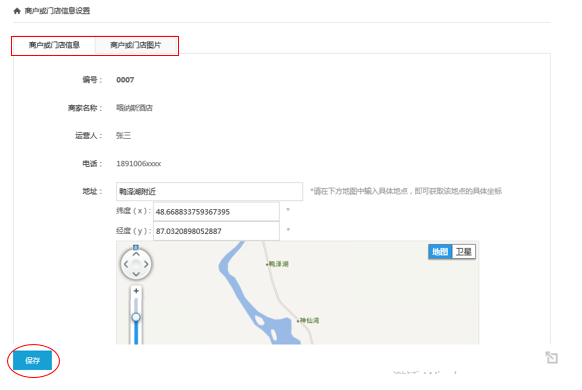 商户或门店信息设置
商户或门店信息 商户或门店图片
编号： 0007
商家名称： 喀纳斯酒店
运营人： 张三
电话： 1891006xxxx
地址： 鸭泽湖附近 *请在下方地图中输入具体地点，即可获取该地点的具体坐标
纬度（x）: 48.668833759367395 *
经度（y）: 87.0320898052887 *
地图 卫星
鸭泽湖
神仙湾
保存